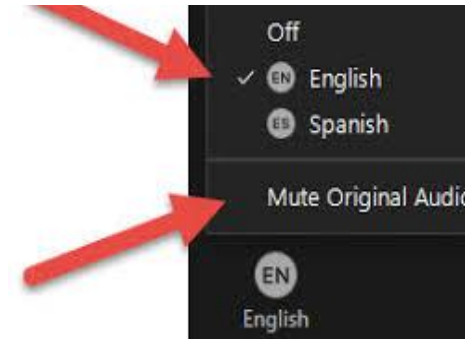 Off
EN English
ES Spanish
Mute Original Audio
EN
English